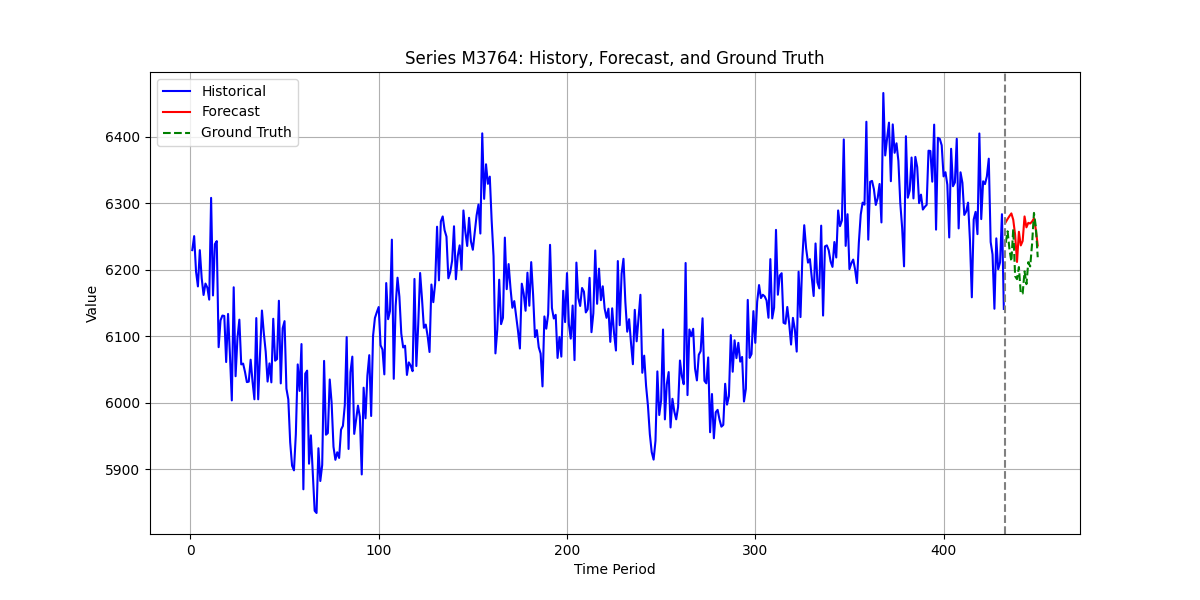 Series M3764: History, Forecast, and Ground Truth
Historical
Forecast
Ground Truth
Value
6400
6300
6200
6100
6000
5900
0 100 200 300 400
Time Period